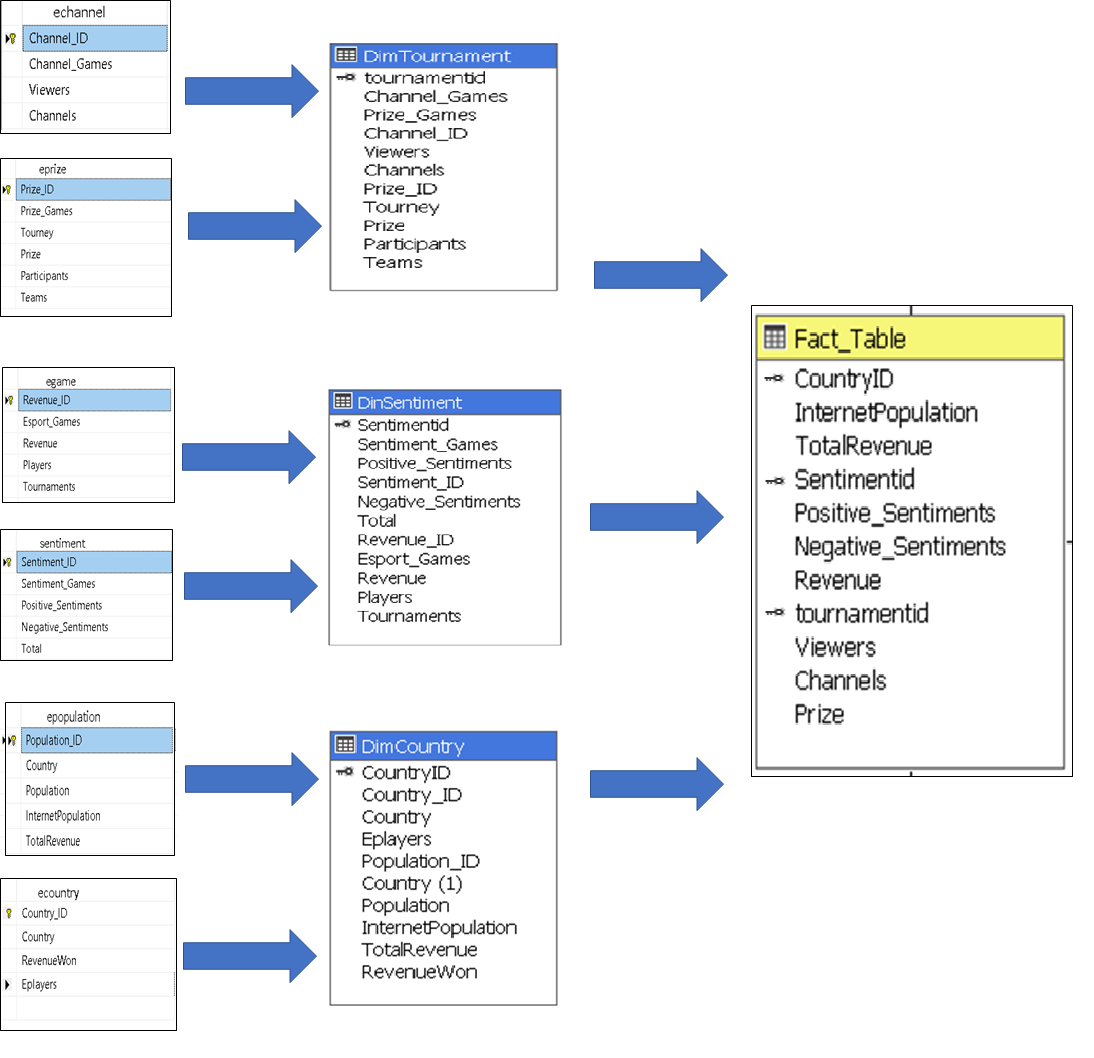 echannel
Channel_ID
Channel_Games
Viewers
Channels
eprize
Prize_ID
Prize_Games
Tourney
Prize
Participants
Teams
egame
Revenue_ID
Esport_Games
Revenue
Players
Tournaments
sentiment
Sentiment_ID
Sentiment_Games
Positive_Sentiments
Negative_Sentiments
Total
epopulation
Population_ID
Country
Population
InternetPopulation
TotalRevenue
ecountry
Country_ID
Country
RevenueWon
Eplayers
DimTournament
tournamentid
Channel_Games
Prize_Games
Channel_ID
Viewers
Channels
Prize_ID
Tourney
Prize
Participants
Teams
DinSentiment
Sentimentid
Sentiment_Games
Positive_Sentiments
Sentiment_ID
Negative_Sentiments
Total
Revenue_ID
Esport_Games
Revenue
Players
Tournaments
DimCountry
CountryID
Country_ID
Country
Eplayers
Population_ID
Country (1)
Population
InternetPopulation
TotalRevenue
RevenueWon
Fact_Table
CountryID
InternetPopulation
TotalRevenue
Sentimentid
Positive_Sentiments
Negative_Sentiments
Revenue
tournamentid
Viewers
Channels
Prize